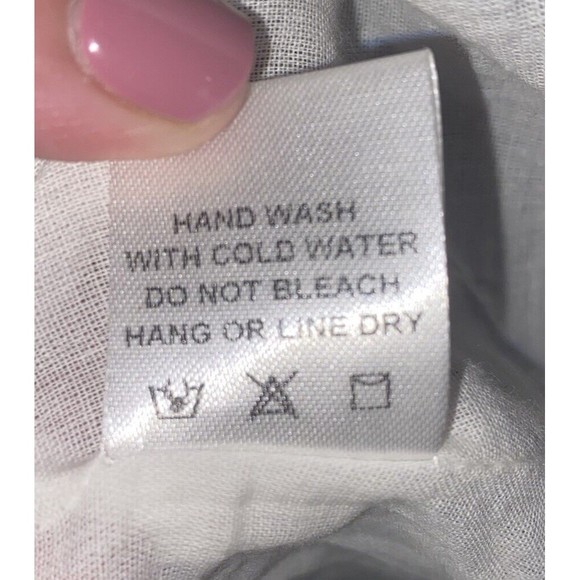 HAND WASH
WITH COLD WATER
DO NOT BLEACH
HANG OR LINE DRY